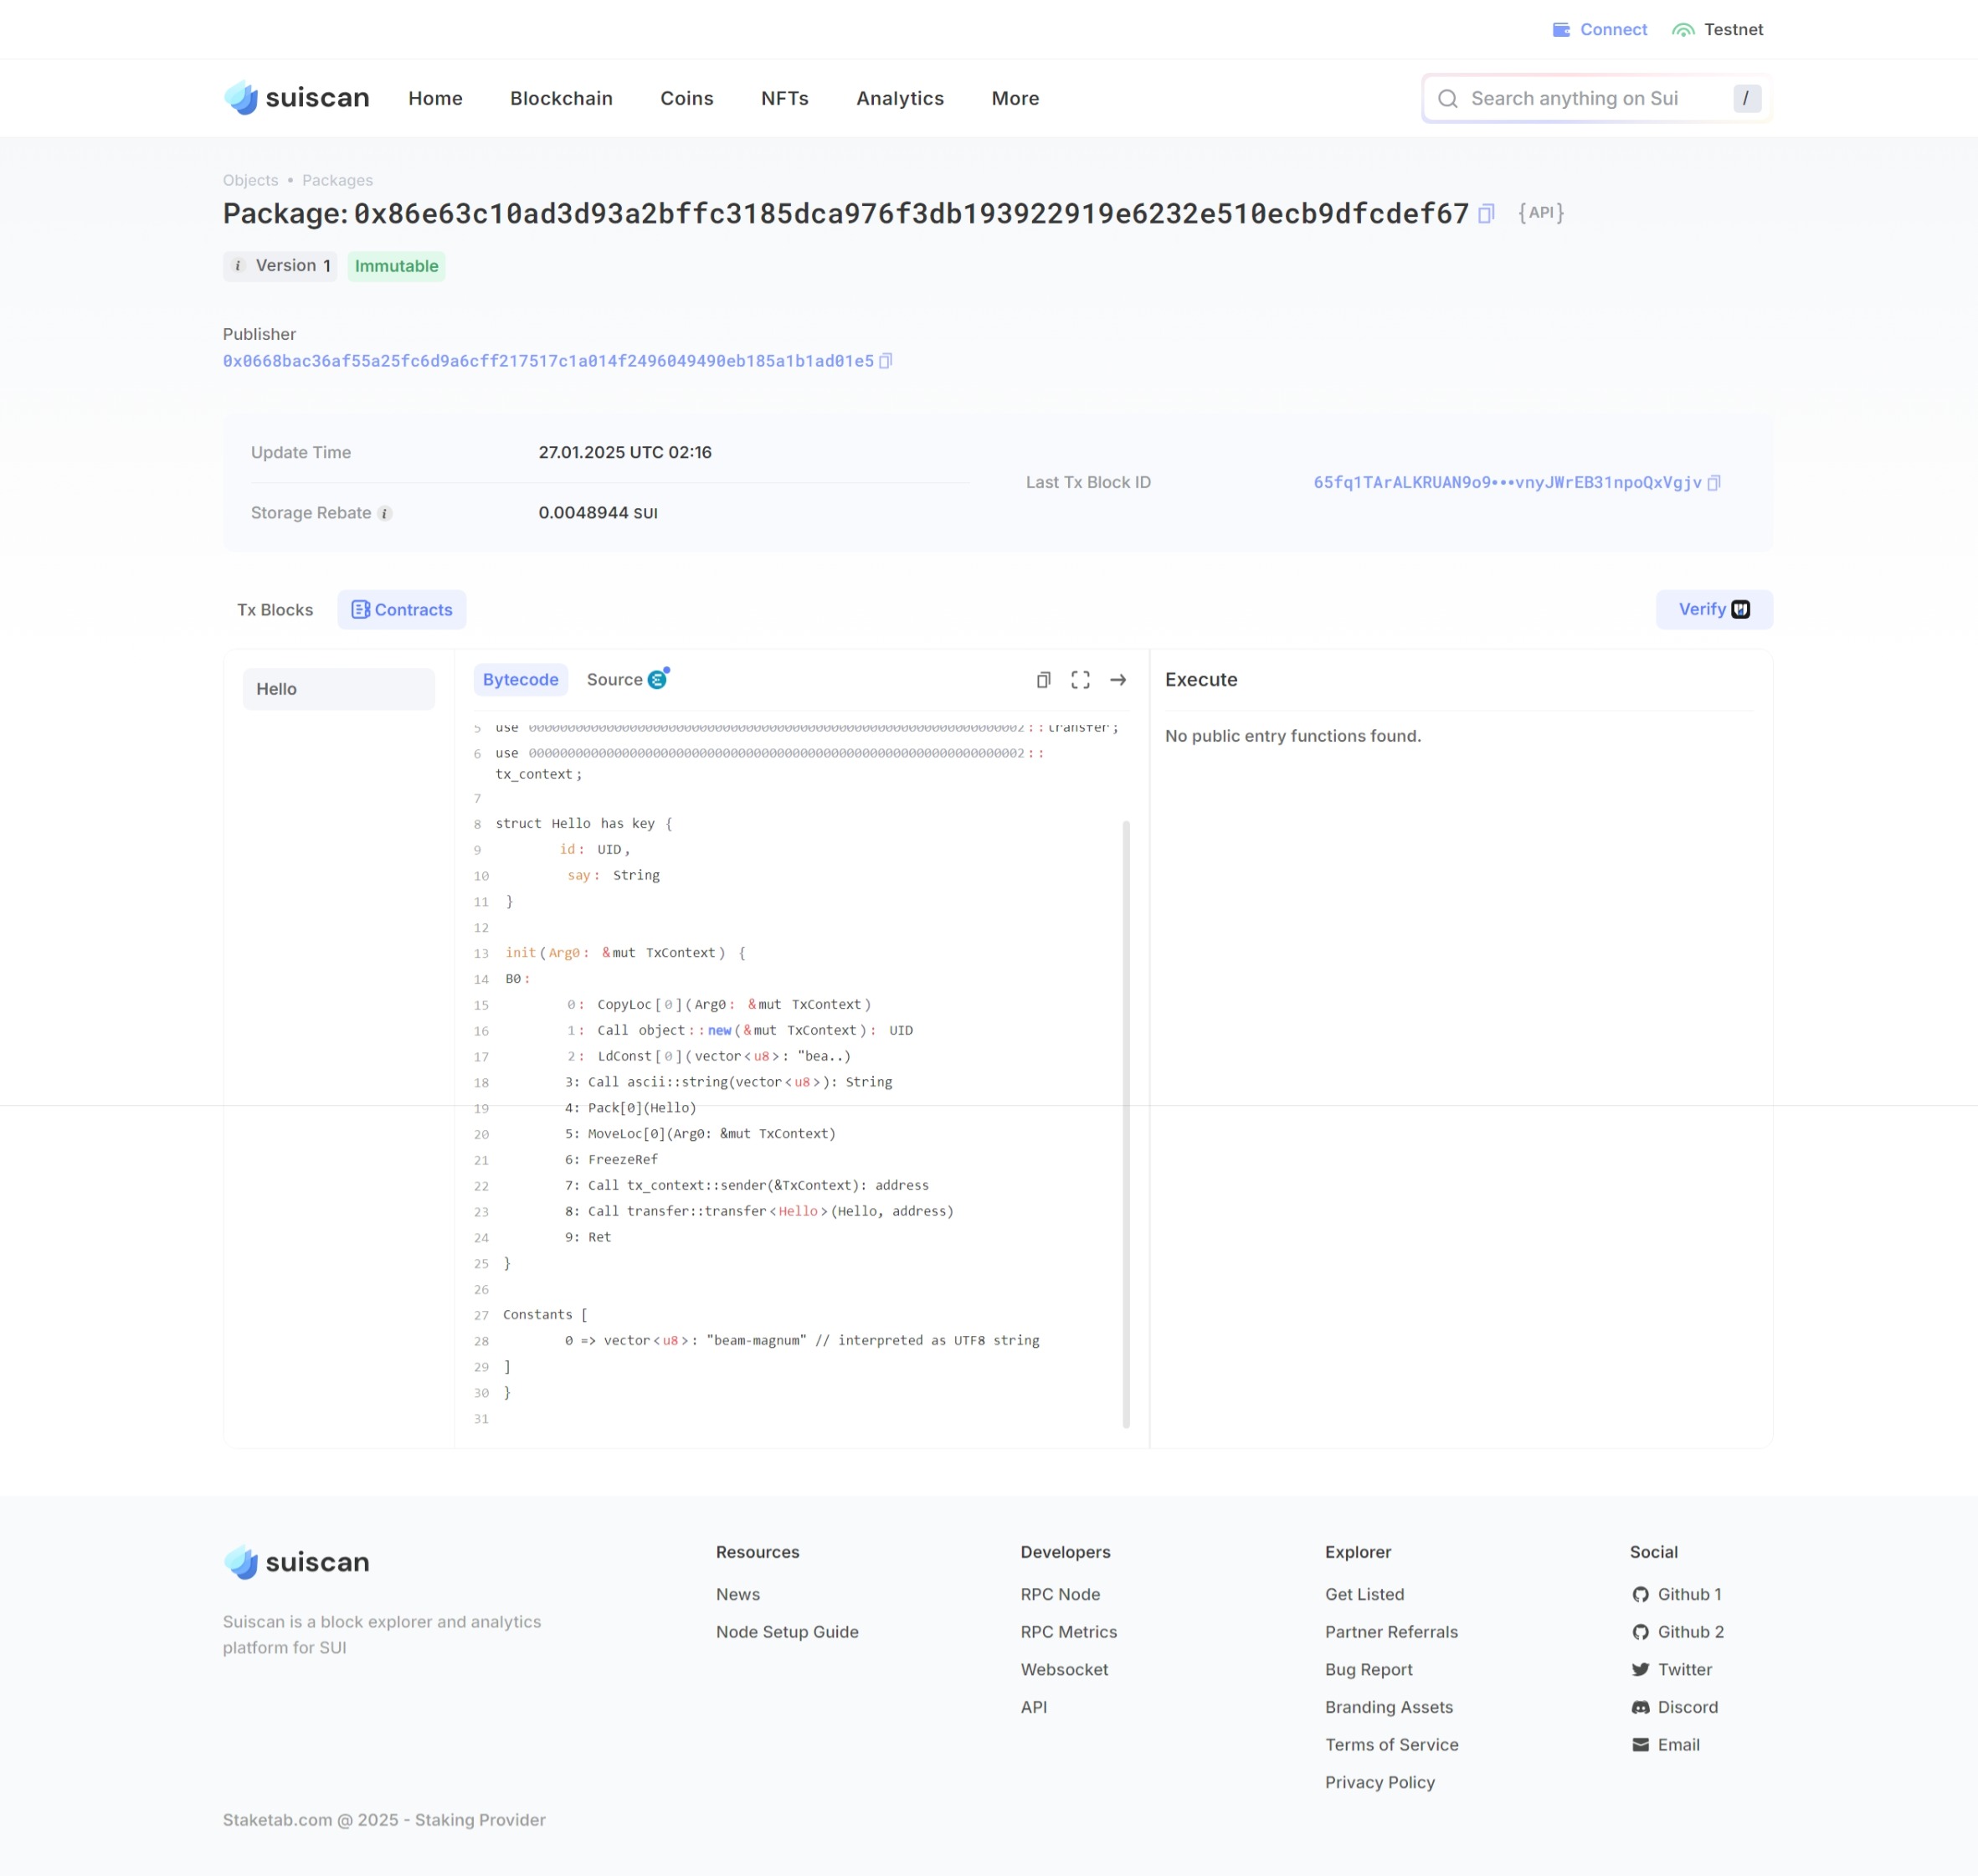 Connect Testnet
suiscan Home Blockchain Coins NFTs Analytics More Search anything on Sui /
Objects • Packages
Package: 0x86e63c10ad3d93a2bffc3185dca976f3db193922919e6232e510ecb9dfcdef67 {API}
i Version 1 Immutable
Publisher
0x0668bac36af55a25fc6d9a6cff217517c1a014f2496049490eb185a1b1ad01e5
Update Time 27.01.2025 UTC 02:16
Last Tx Block ID 65fq1TArALKRUAN9o9•••vnyJWrEB31npoQxVgjv
Storage Rebate i 0.0048944 SUI
Tx Blocks Contracts Verify
Hello
Bytecode Source
Execute
No public entry functions found.
5 use 0000000000000000000000000000000000000000000000000000000000000002::transfer;
6 use 0000000000000000000000000000000000000000000000000000000000000002::
tx_context;
7
8 struct Hello has key {
9 id: UID,
10 say: String
11 }
12
13 init(Arg0: &mut TxContext) {
14 B0:
15 0: CopyLoc[0](Arg0: &mut TxContext)
16 1: Call object::new(&mut TxContext): UID
17 2: LdConst[0](vector<u8>: "bea..)
18 3: Call ascii::string(vector<u8>): String
19 4: Pack[0](Hello)
20 5: MoveLoc[0](Arg0: &mut TxContext)
21 6: FreezeRef
22 7: Call tx_context::sender(&TxContext): address
23 8: Call transfer::transfer<Hello>(Hello, address)
24 9: Ret
25 }
26
27 Constants [
28 0 => vector<u8>: "beam-magnum" // interpreted as UTF8 string
29 ]
30 }
31
suiscan
Suiscan is a block explorer and analytics
platform for SUI
Resources
News
Node Setup Guide
Developers
RPC Node
RPC Metrics
Websocket
API
Explorer
Get Listed
Partner Referrals
Bug Report
Branding Assets
Terms of Service
Privacy Policy
Social
Github 1
Github 2
Twitter
Discord
Email
Staketab.com @ 2025 - Staking Provider